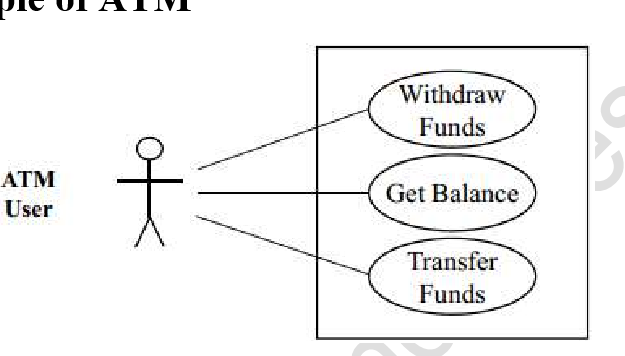 ple of ATM
Withdraw
Funds
ATM
User
Get Balance
Transfer
Funds